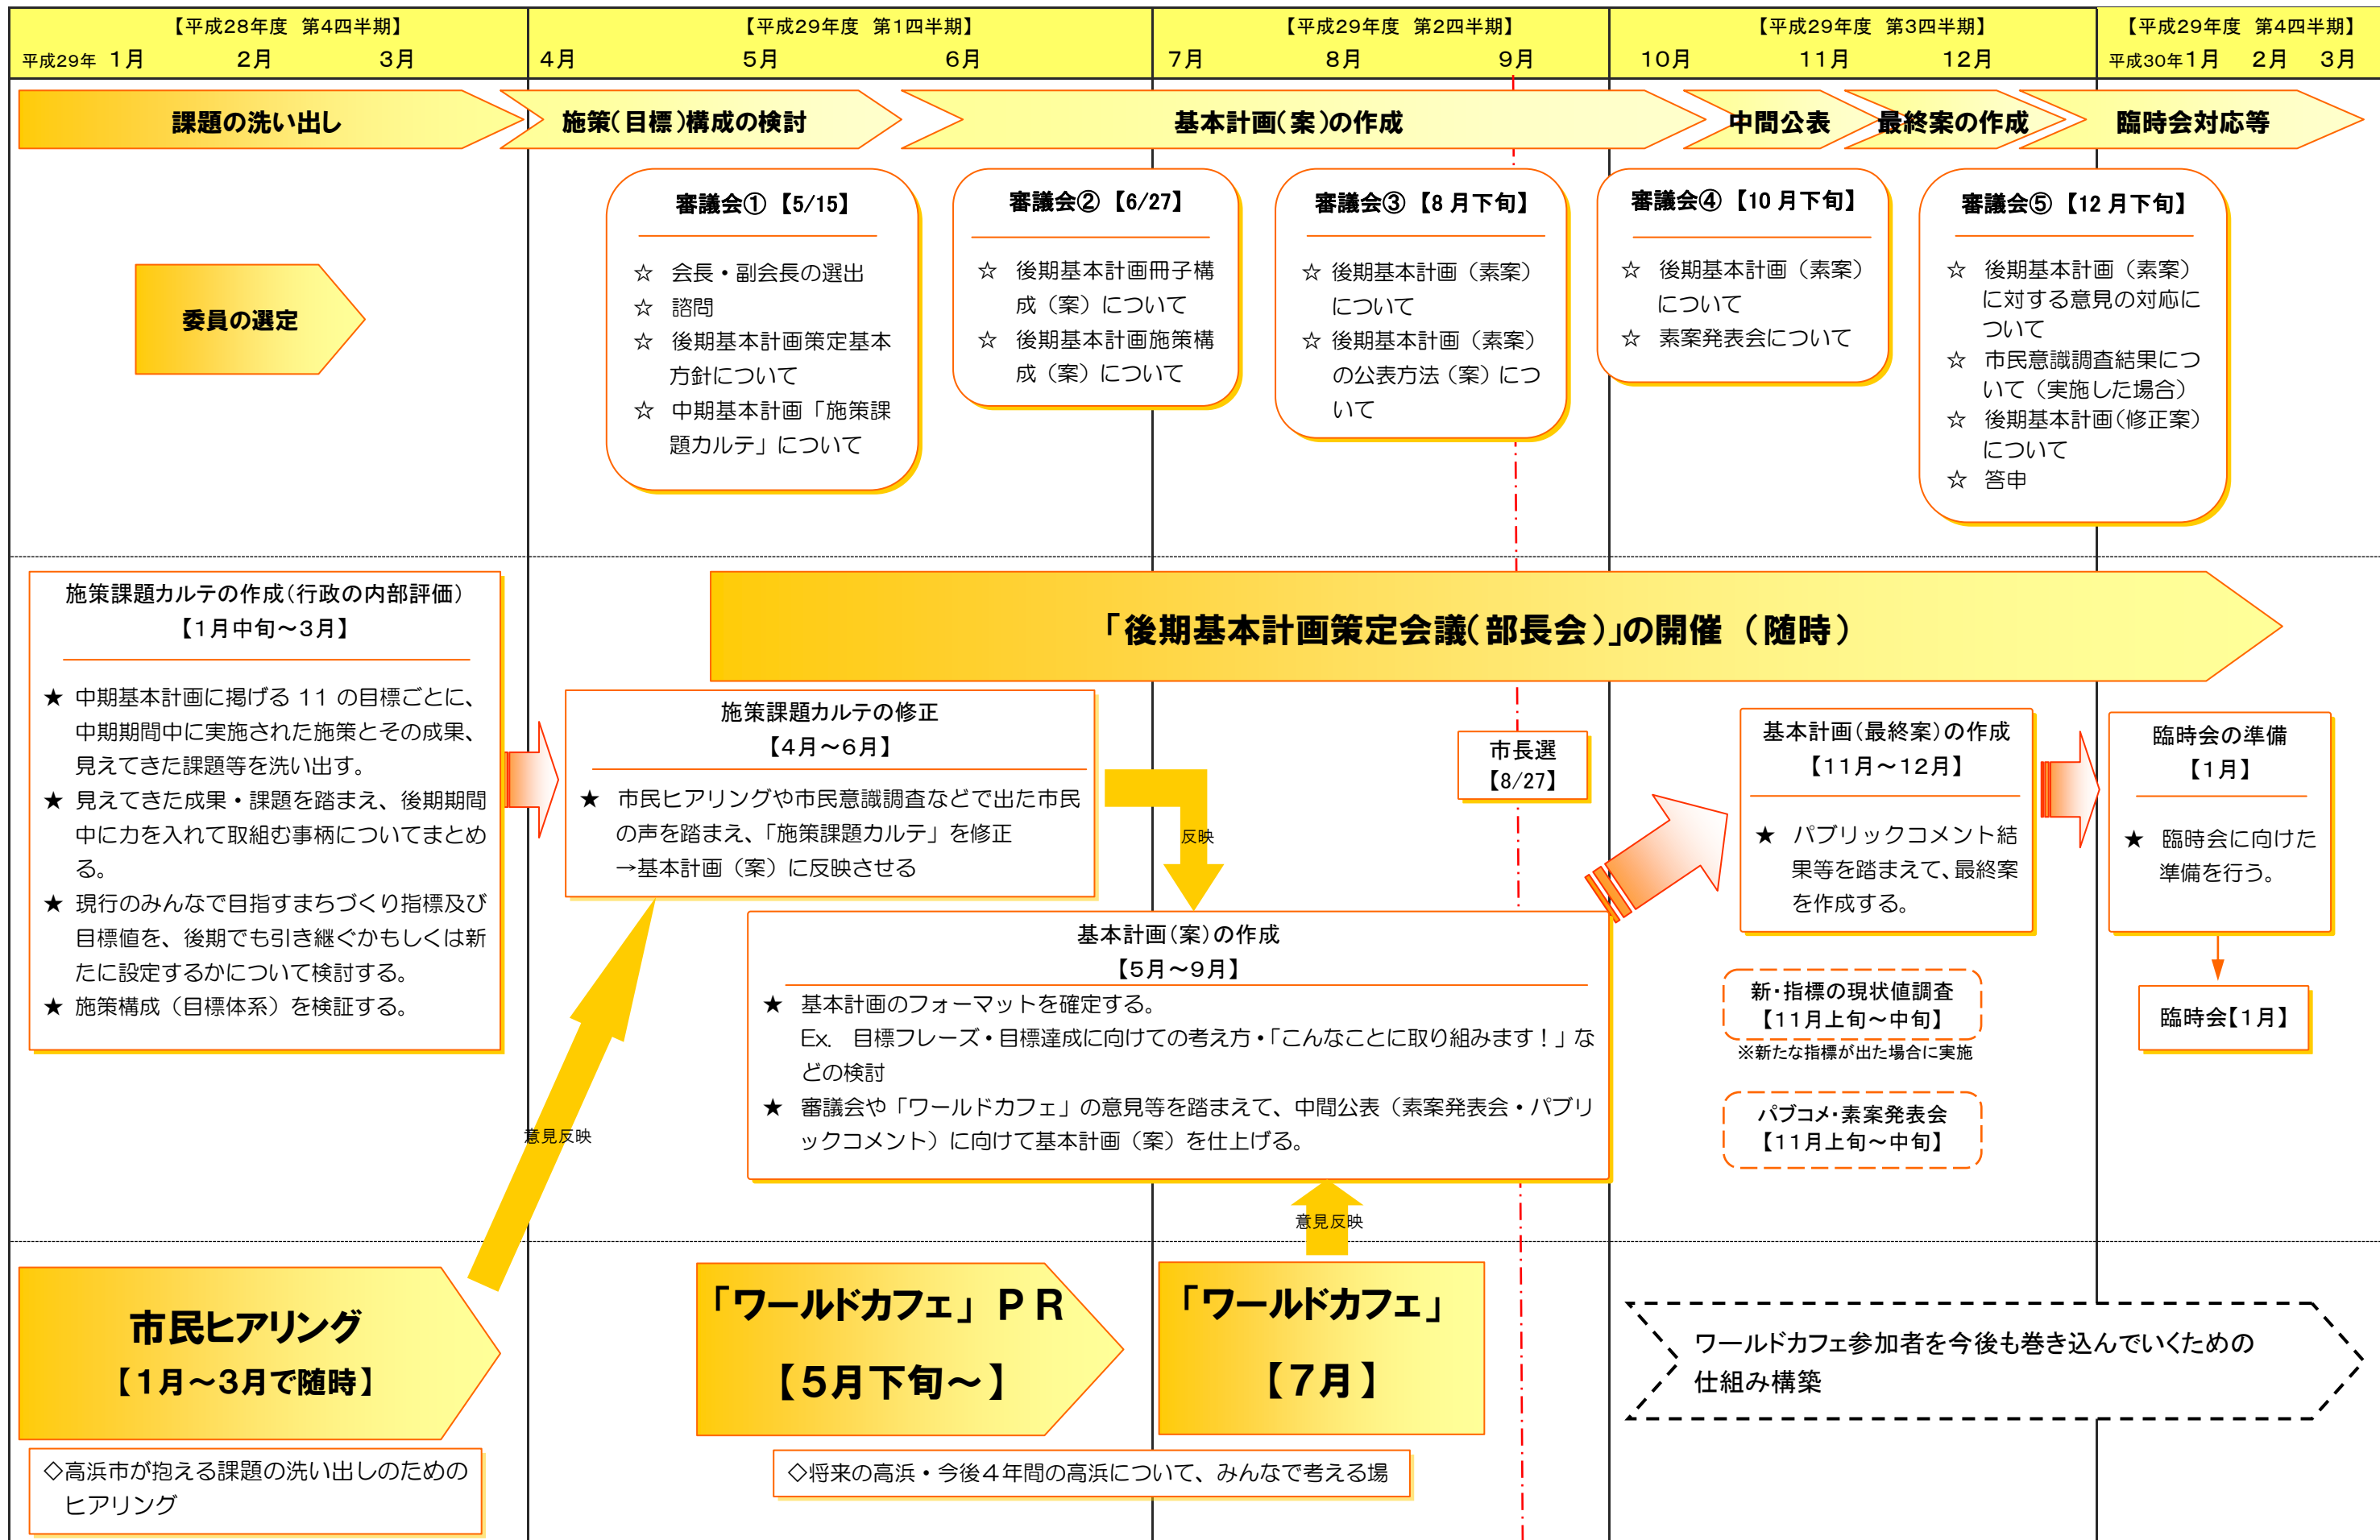 【平成28年度 第4四半期】
平成29年 1月 2月 3月
【平成29年度 第1四半期】
4月 5月 6月
【平成29年度 第2四半期】
7月 8月 9月
【平成29年度 第3四半期】
10月 11月 12月
【平成29年度 第4四半期】
平成30年1月 2月 3月
課題の洗い出し
施策(目標)構成の検討
基本計画(案)の作成
中間公表
最終案の作成
臨時会対応等
委員の選定
審議会①【5/15】
☆ 会長・副会長の選出
☆ 諮問
☆ 後期基本計画策定基本
方針について
☆ 中期基本計画「施策課
題カルテ」について
審議会②【6/27】
☆ 後期基本計画冊子構
成（案）について
☆ 後期基本計画施策構
成（案）について
審議会③【8月下旬】
☆ 後期基本計画（素案）
について
☆ 後期基本計画（素案）
の公表方法（案）につ
いて
審議会④【10月下旬】
☆ 後期基本計画（素案）
について
☆ 素案発表会について
審議会⑤【12月下旬】
☆ 後期基本計画（素案）
に対する意見の対応に
ついて
☆ 市民意識調査結果につ
いて（実施した場合）
☆ 後期基本計画（修正案）
について
☆ 答申
施策課題カルテの作成（行政の内部評価）
【1月中旬～3月】
★ 中期基本計画に掲げる 11 の目標ごとに、
中期期間中に実施された施策とその成果、
見えてきた課題等を洗い出す。
★ 見えてきた成果・課題を踏まえ、後期期間
中に力を入れて取組む事柄についてまとめ
る。
★ 現行のみんなで目指すまちづくり指標及び
目標値を、後期でも引き継ぐかもしくは新
たに設定するかについて検討する。
★ 施策構成（目標体系）を検証する。
「後期基本計画策定会議(部長会)」の開催（随時）
施策課題カルテの修正
【4月～6月】
★ 市民ヒアリングや市民意識調査などで出た市民
の声を踏まえ、「施策課題カルテ」を修正
→基本計画（案）に反映させる
反映
市長選
【8/27】
基本計画（最終案）の作成
【11月～12月】
★ パブリックコメント結
果等を踏まえて、最終案
を作成する。
臨時会の準備
【1月】
★ 臨時会に向けた
準備を行う。
臨時会【1月】
基本計画（案）の作成
【5月～9月】
★ 基本計画のフォーマットを確定する。
Ex. 目標フレーズ・目標達成に向けての考え方・「こんなことに取り組みます！」な
どの検討
★ 審議会や「ワールドカフェ」の意見等を踏まえて、中間公表（素案発表会・パブリ
ックコメント）に向けて基本計画（案）を仕上げる。
新・指標の現状値調査
【11月上旬～中旬】
※新たな指標が出た場合に実施
パブコメ・素案発表会
【11月上旬～中旬】
意見反映
意見反映
市民ヒアリング
【1月～3月で随時】
◇高浜市が抱える課題の洗い出しのための
ヒアリング
「ワールドカフェ」ＰＲ
【5月下旬～】
「ワールドカフェ」
【7月】
◇将来の高浜・今後４年間の高浜について、みんなで考える場
ワールドカフェ参加者を今後も巻き込んでいくための
仕組み構築